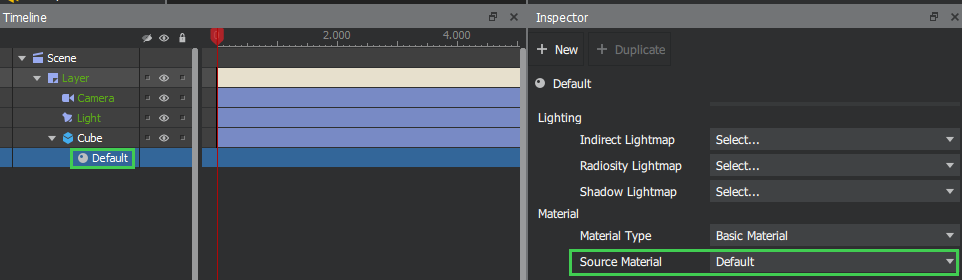 Timeline
2.000 4.000
Scene
Layer
Camera
Light
Cube
Default
Inspector
New Duplicate
Default
Lighting
Indirect Lightmap Select...
Radiosity Lightmap Select...
Shadow Lightmap Select...
Material
Material Type Basic Material
Source Material Default